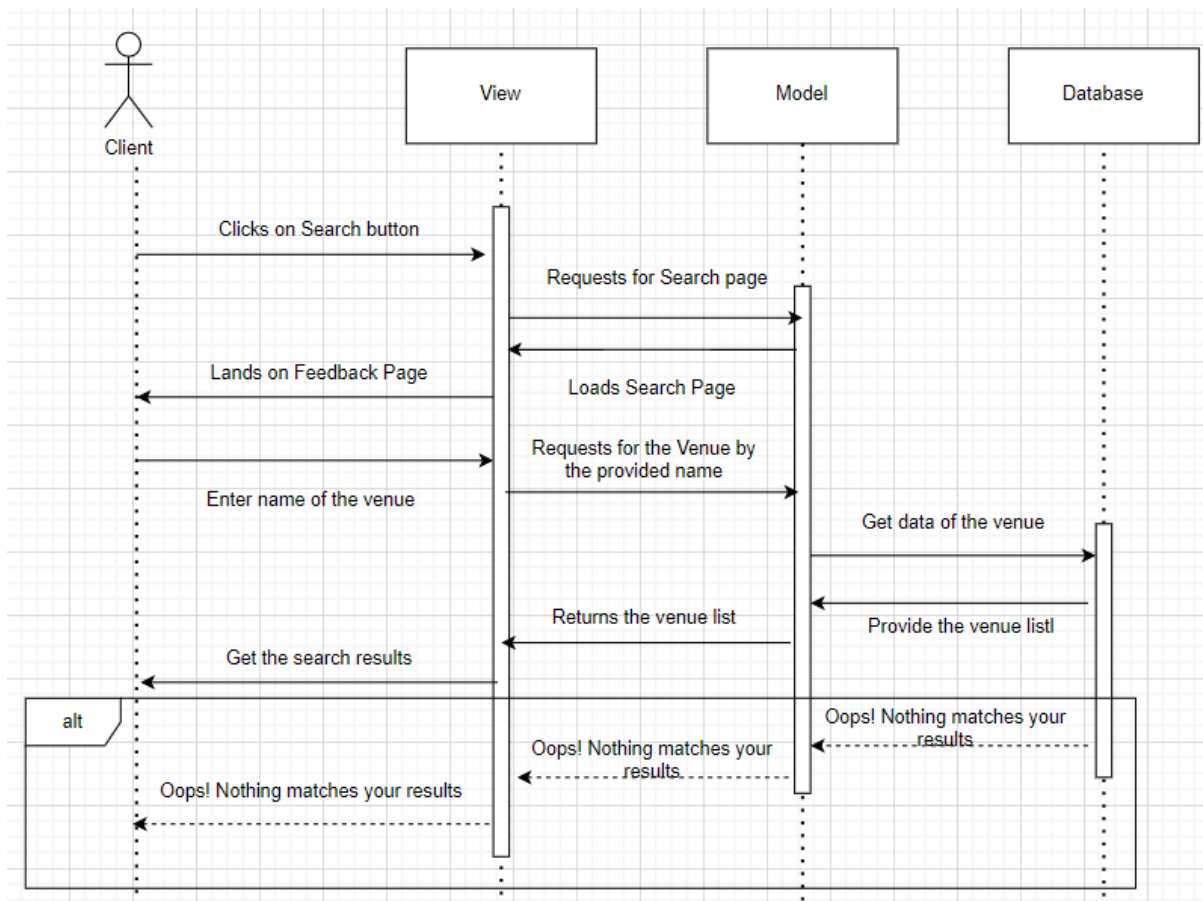 View
Model
Database
Client
Clicks on Search button
Requests for Search page
Lands on Feedback Page
Loads Search Page
Requests for the Venue by
the provided name
Enter name of the venue
Get data of the venue
Returns the venue list
Provide the venue listl
Get the search results
alt
Oops! Nothing matches your
results
Oops! Nothing matches your
results
Oops! Nothing matches your results